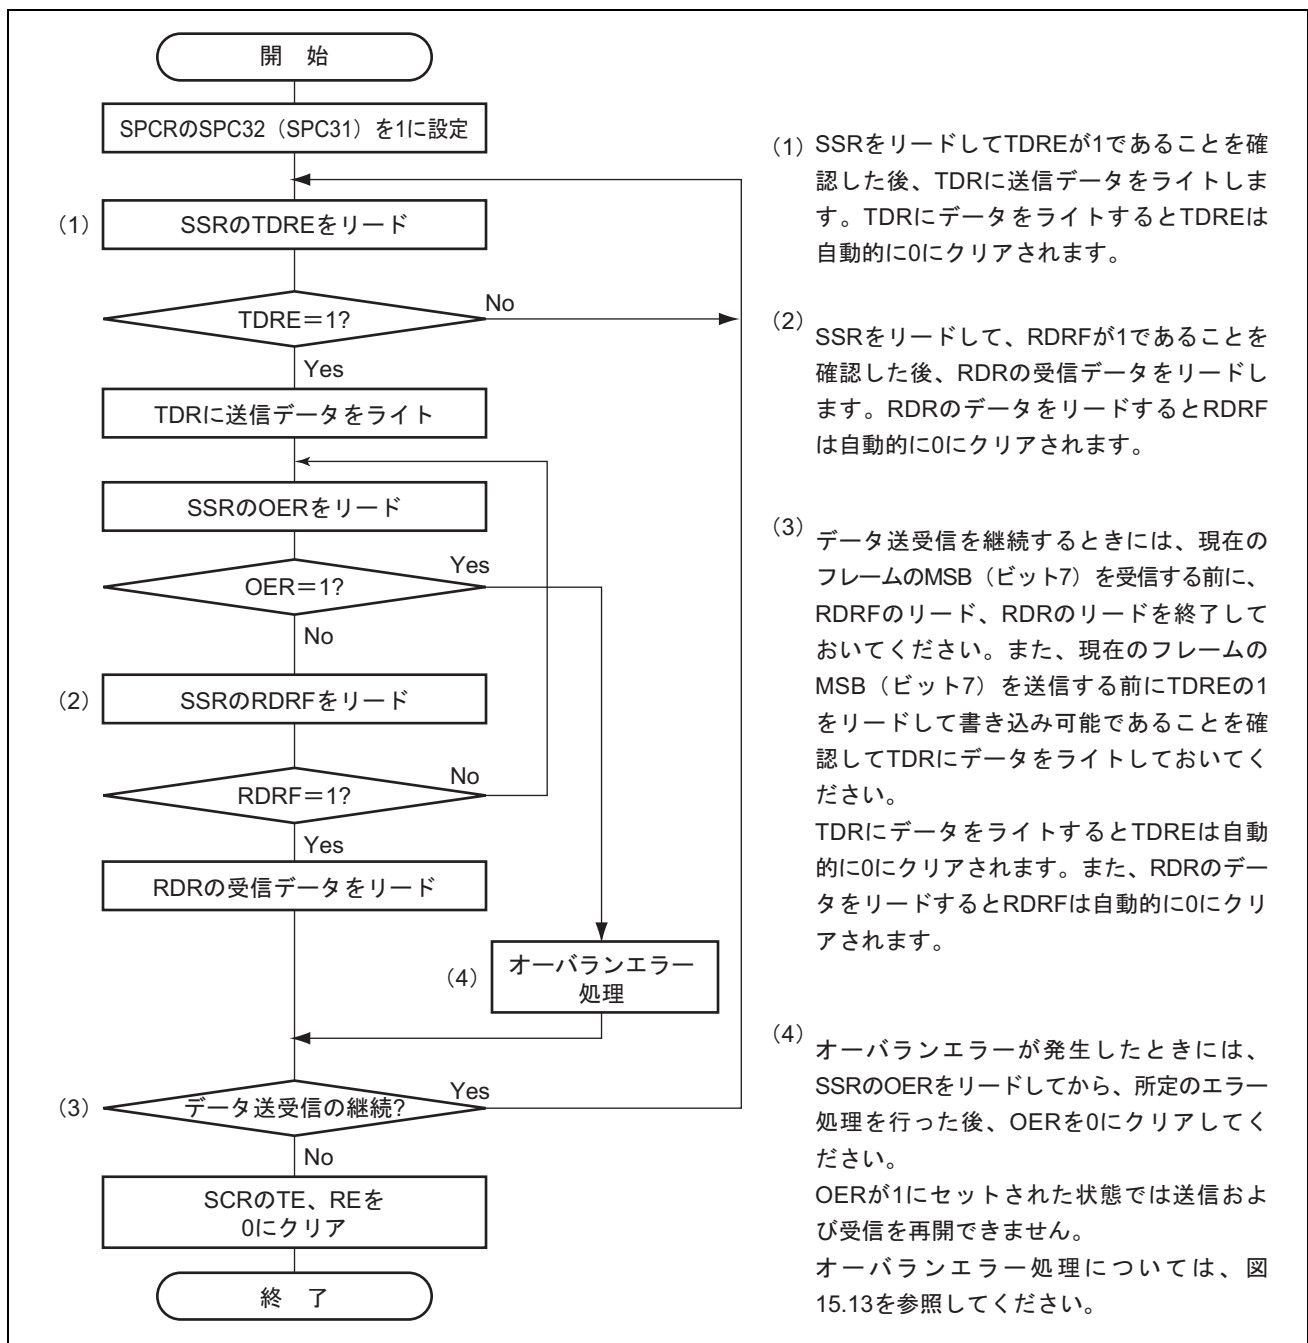 開 始
SPCRのSPC32（SPC31）を1に設定
（1）
SSRのTDREをリード
TDRE＝1?
No
Yes
TDRに送信データをライト
SSRのOERをリード
OER＝1?
Yes
No
（2）
SSRのRDRFをリード
RDRF＝1?
No
Yes
RDRの受信データをリード
（4）
オーバランエラー
処理
（3）
データ送受信の継続?
Yes
No
SCRのTE、REを
0にクリア
終 了
（1）SSRをリードしてTDREが1であることを確
認した後、TDRに送信データをライトしま
す。TDRにデータをライトするとTDREは
自動的に0にクリアされます。
（2）
SSRをリードして、RDRFが1であることを
確認した後、RDRの受信データをリードし
ます。RDRのデータをリードするとRDRF
は自動的に0にクリアされます。
（3）データ送受信を継続するときには、現在の
フレームのMSB（ビット7）を受信する前に、
RDRFのリード、RDRのリードを終了して
おいてください。また、現在のフレームの
MSB（ビット7）を送信する前にTDREの1
をリードして書き込み可能であることを確
認してTDRにデータをライトしておいてく
ださい。
TDRにデータをライトするとTDREは自動
的に0にクリアされます。また、RDRのデー
タをリードするとRDRFは自動的に0にクリ
アされます。
（4）オーバランエラーが発生したときには、
SSRのOERをリードしてから、所定のエラー
処理を行った後、OERを0にクリアしてく
ださい。
OERが1にセットされた状態では送信およ
び受信を再開できません。
オーバランエラー処理については、図
15.13を参照してください。